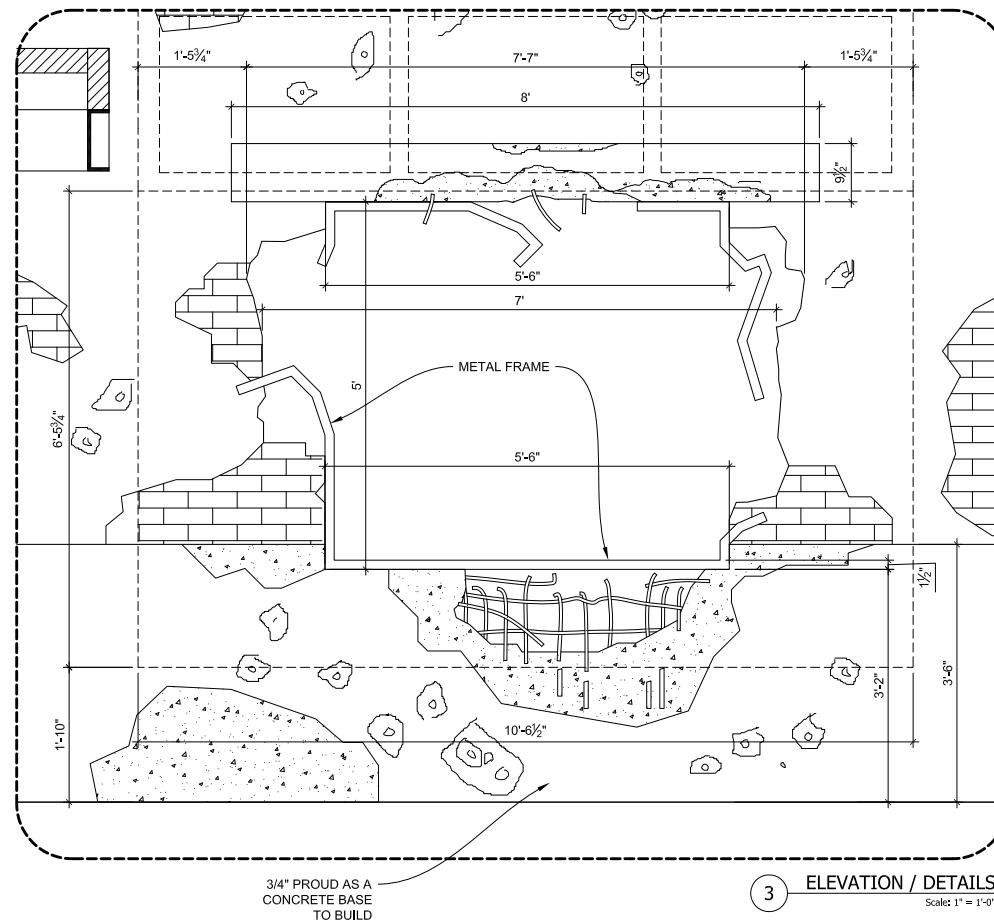 1'-5¾" 7'-7" 1'-5¾"
8'
9½"
5'-6"
7'
METAL FRAME
5'
6'-5¾"
5'-6"
1½"
3'-2"
3'-6"
1'-10"
10'-6½"
3/4" PROUD AS A
CONCRETE BASE
TO BUILD
3 ELEVATION / DETAILS
Scale: 1" = 1'-0"